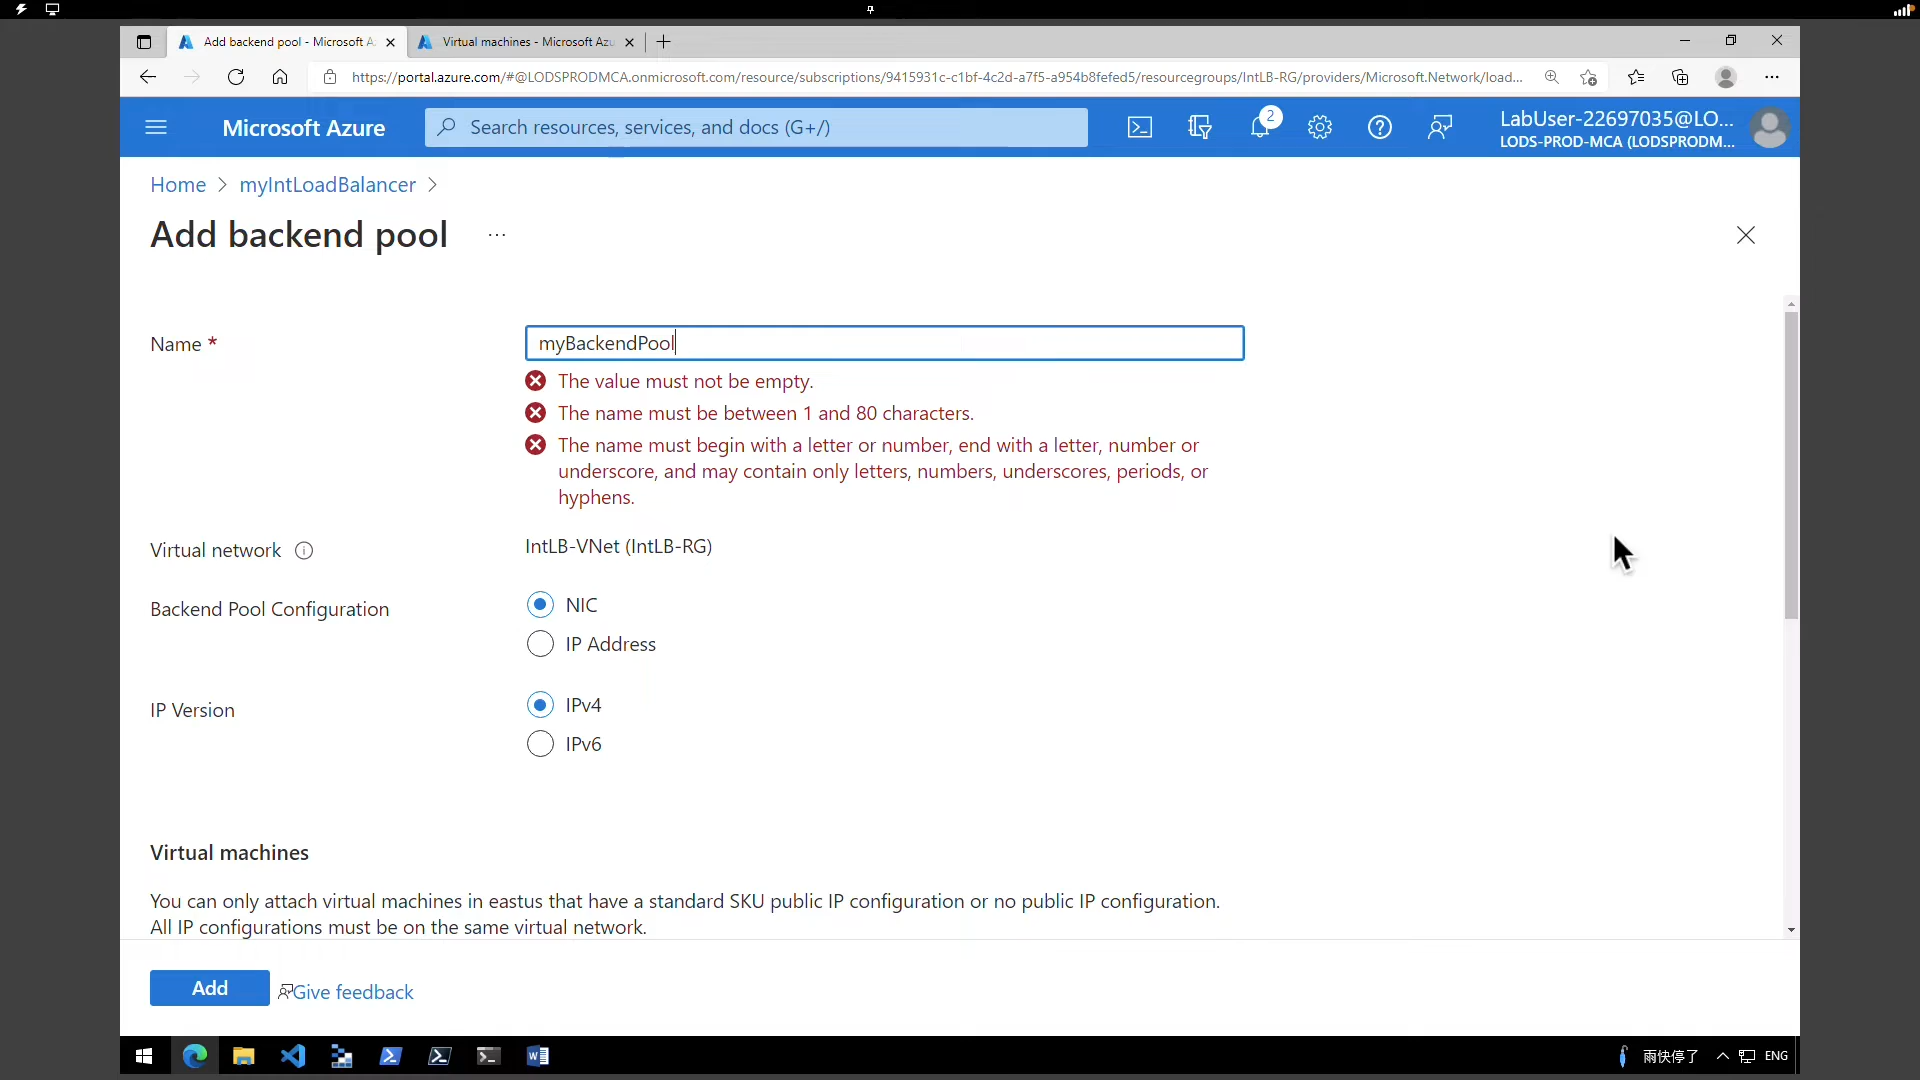 Add backend pool - Microsoft A
Virtual machines - Microsoft Azu
https://portal.azure.com/#@LODSPRODMCA.onmicrosoft.com/resource/subscriptions/9415931c-c1bf-4c2d-a7f5-a954b8fefed5/resourcegroups/IntLB-RG/providers/Microsoft.Network/load...
Microsoft Azure
Search resources, services, and docs (G+/)
2
LabUser-22697035@LO...
LODS-PROD-MCA (LODSPRODM...
Home > myIntLoadBalancer >
Add backend pool ...
Name *
myBackendPool
The value must not be empty.
The name must be between 1 and 80 characters.
The name must begin with a letter or number, end with a letter, number or
underscore, and may contain only letters, numbers, underscores, periods, or
hyphens.
Virtual network
IntLB-VNet (IntLB-RG)
Backend Pool Configuration
NIC
IP Address
IP Version
IPv4
IPv6
Virtual machines
You can only attach virtual machines in eastus that have a standard SKU public IP configuration or no public IP configuration.
All IP configurations must be on the same virtual network.
Add
Give feedback
雨快停了
ENG